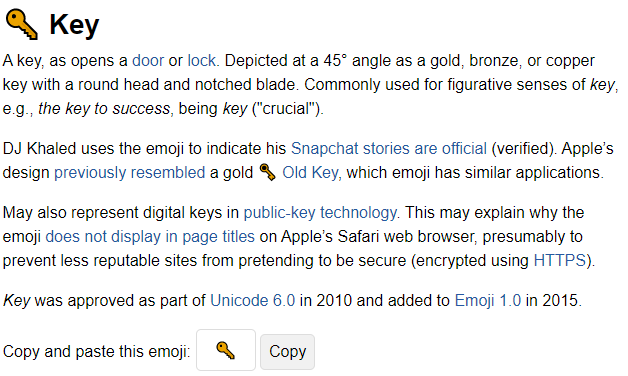 Key
A key, as opens a door or lock. Depicted at a 45° angle as a gold, bronze, or copper
key with a round head and notched blade. Commonly used for figurative senses of key,
e.g., the key to success, being key ("crucial").
DJ Khaled uses the emoji to indicate his Snapchat stories are official (verified). Apple’s
design previously resembled a gold 🗝 Old Key, which emoji has similar applications.
May also represent digital keys in public-key technology. This may explain why the
emoji does not display in page titles on Apple’s Safari web browser, presumably to
prevent less reputable sites from pretending to be secure (encrypted using HTTPS).
Key was approved as part of Unicode 6.0 in 2010 and added to Emoji 1.0 in 2015.
Copy and paste this emoji: 🔑 Copy